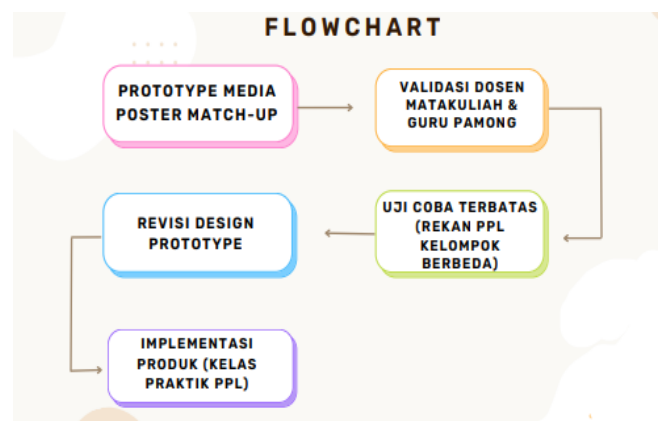 FLOWCHART
PROTOTYPE MEDIA
POSTER MATCH-UP
VALIDASI DOSEN
MATAKULIAH &
GURU PAMONG
UJI COBA TERBATAS
(REKAN PPL
KELOMPOK
BERBEDA)
REVISI DESIGN
PROTOTYPE
IMPLEMENTASI
PRODUK (KELAS
PRAKTIK PPL)